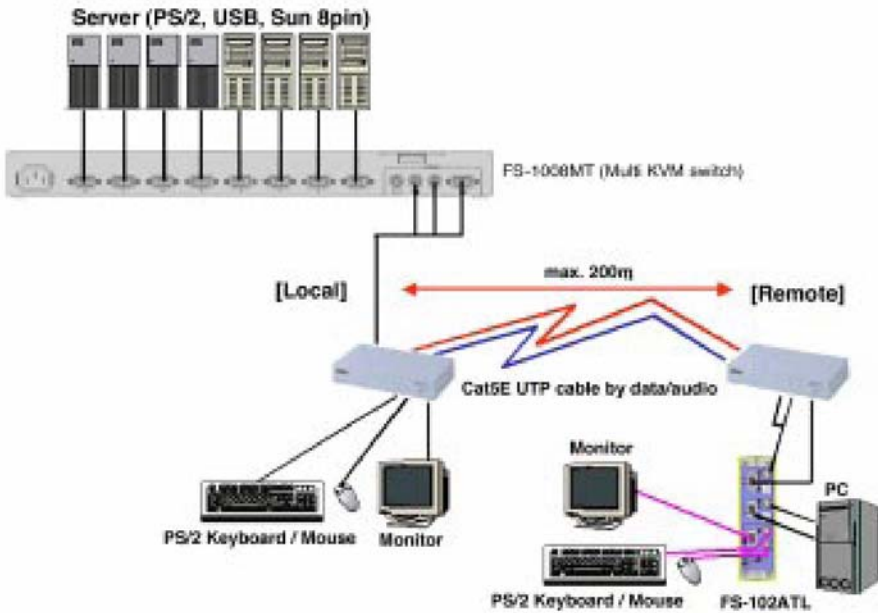 Server (PS/2, USB, Sun 8pin)
FS-1008MT (Multi KVM switch)
max. 200m
[Local]
[Remote]
Cat5E UTP cable by data/audio
Monitor
PC
PS/2 Keyboard / Mouse
Monitor
PS/2 Keyboard / Mouse
FS-102ATL